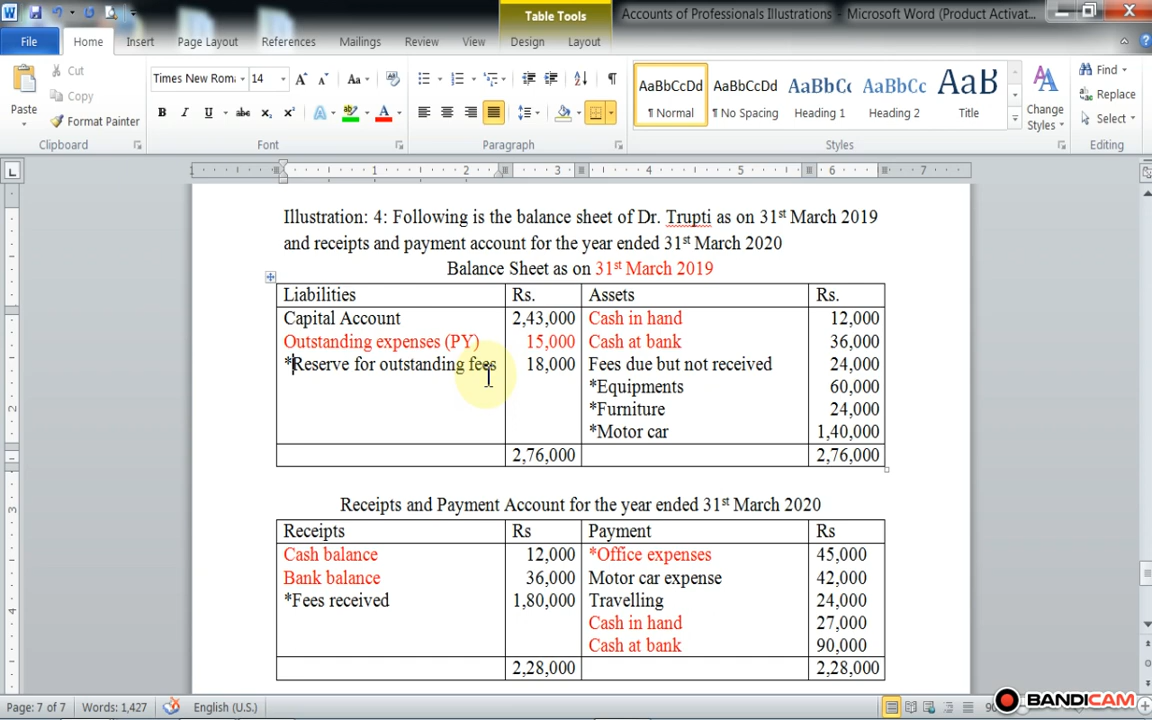 Table Tools
Accounts of Professionals Illustrations - Microsoft Word (Product Activat...
File Home Insert Page Layout References Mailings Review View Design Layout
Paste
Cut
Copy
Format Painter
Clipboard
Times New Rom 14
Font
Paragraph
AaBbCcDd AaBbCcDd AaBbCc AaBbCc AaB
¶ Normal ¶ No Spacing Heading 1 Heading 2 Title
Change Styles
Styles
Find
Replace
Select
Editing
Illustration: 4: Following is the balance sheet of Dr. Trupti as on 31st March 2019
and receipts and payment account for the year ended 31st March 2020
Balance Sheet as on 31st March 2019
Liabilities Rs. Assets Rs.
Capital Account 2,43,000 Cash in hand 12,000
Outstanding expenses (PY) 15,000 Cash at bank 36,000
*Reserve for outstanding fees 18,000 Fees due but not received 24,000
*Equipments 60,000
*Furniture 24,000
*Motor car 1,40,000
2,76,000 2,76,000
Receipts and Payment Account for the year ended 31st March 2020
Receipts Rs Payment Rs
Cash balance 12,000 *Office expenses 45,000
Bank balance 36,000 Motor car expense 42,000
*Fees received 1,80,000 Travelling 24,000
Cash in hand 27,000
Cash at bank 90,000
2,28,000 2,28,000
Page: 7 of 7 Words: 1,427 English (U.S.)
BANDICAM